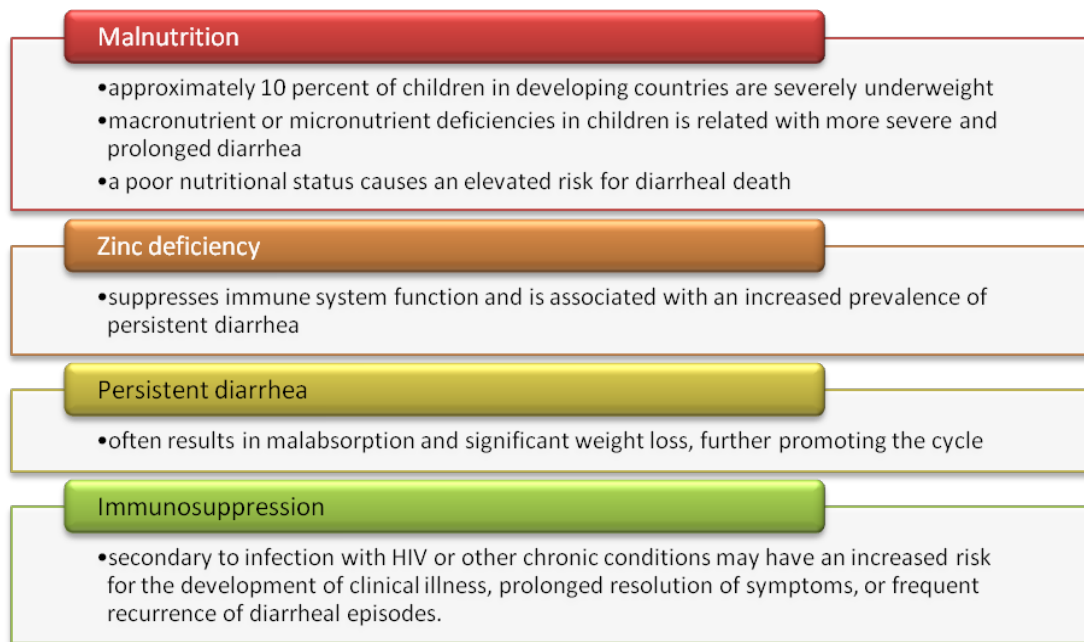 Malnutrition
•approximately 10 percent of children in developing countries are severely underweight
•macronutrient or micronutrient deficiencies in children is related with more severe and
prolonged diarrhea
•a poor nutritional status causes an elevated risk for diarrheal death
Zinc deficiency
•suppresses immune system function and is associated with an increased prevalence of
persistent diarrhea
Persistent diarrhea
•often results in malabsorption and significant weight loss, further promoting the cycle
Immunosuppression
•secondary to infection with HIV or other chronic conditions may have an increased risk
for the development of clinical illness, prolonged resolution of symptoms, or frequent
recurrence of diarrheal episodes.